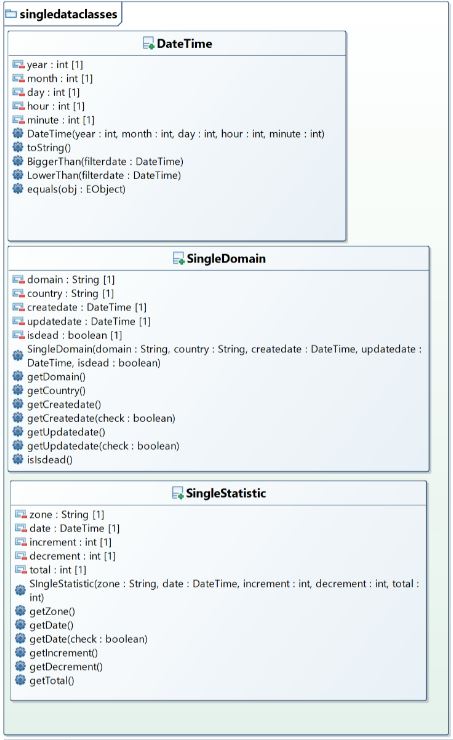 singledataclasses
DateTime
year : int [1]
month : int [1]
day : int [1]
hour : int [1]
minute : int [1]
DateTime(year : int, month : int, day : int, hour : int, minute : int)
toString()
BiggerThan(filterdate : DateTime)
LowerThan(filterdate : DateTime)
equals(obj : EObject)
SingleDomain
domain : String [1]
country : String [1]
createdate : DateTime [1]
updatedate : DateTime [1]
isdead : boolean [1]
SingleDomain(domain : String, country : String, createdate : DateTime, updatedate :
DateTime, isdead : boolean)
getDomain()
getCountry()
getCreatedate()
getCreatedate(check : boolean)
getUpdatedate()
getUpdatedate(check : boolean)
isIsdead()
SingleStatistic
zone : String [1]
date : DateTime [1]
increment : int [1]
decrement : int [1]
total : int [1]
SIngleStatistic(zone : String, date : DateTime, increment : int, decrement : int, total :
int)
getZone()
getDate()
getDate(check : boolean)
getIncrement()
getDecrement()
getTotal()